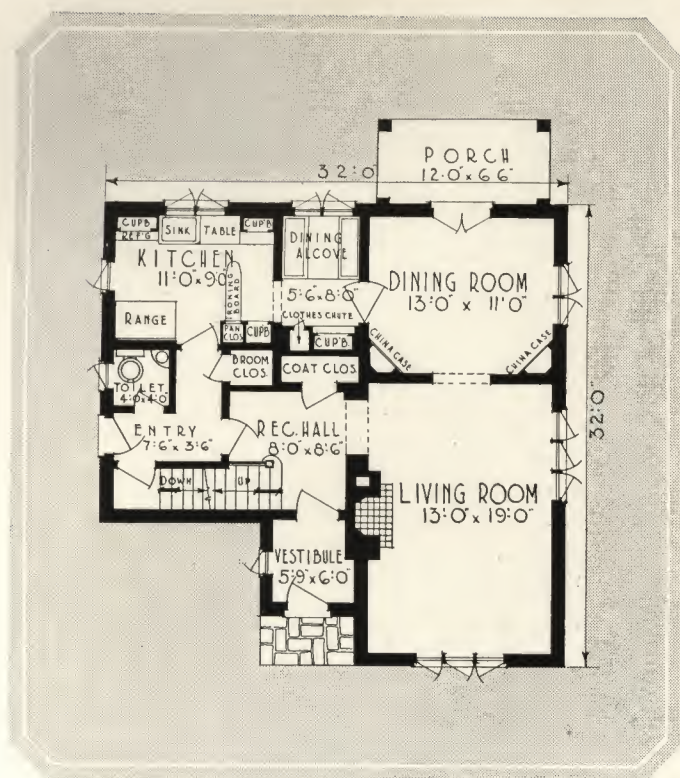 PORCH
12'0" x 6'6"
32'0"
CUPB
REF'G
SINK
TABLE
CUP'B
KITCHEN
11'0" x 9'0"
IRONING BOARD
RANGE
PAN CLOS
CUPB
DINING
ALCOVE
5'6" x 8'0"
CLOTHES CHUTE
CUP'B
DINING ROOM
13'0" x 11'0"
CHINA CASE
CHINA CASE
TOILET
4'0" x 4'0"
BROOM
CLOS
COAT CLOS.
ENTRY
7'6" x 3'6"
REC. HALL
8'0" x 8'6"
32'0"
DOWN
UP
LIVING ROOM
13'0" x 19'0"
VESTIBULE
5'9" x 6'0"